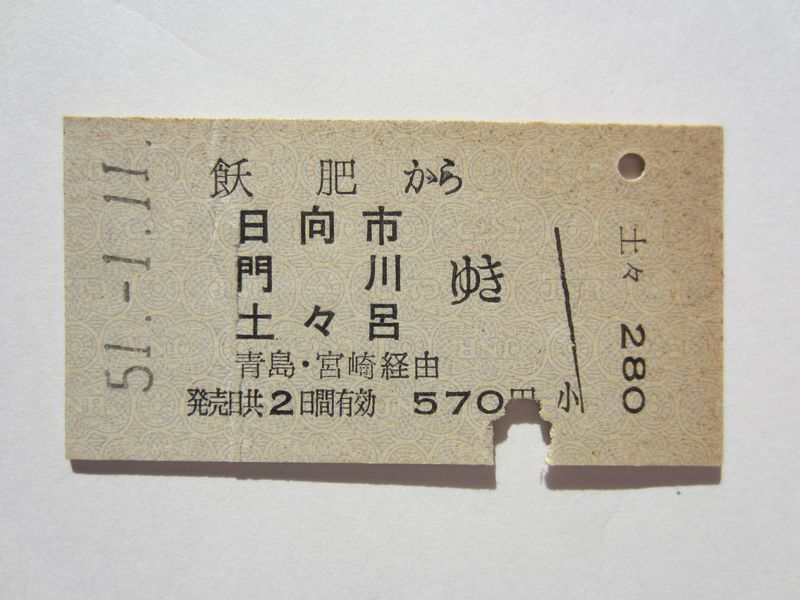 51.-1.11.
飫肥から
日向市
門川
土々呂
ゆき
青島・宮崎経由
発売日共2日間有効 570円
小
土々
280